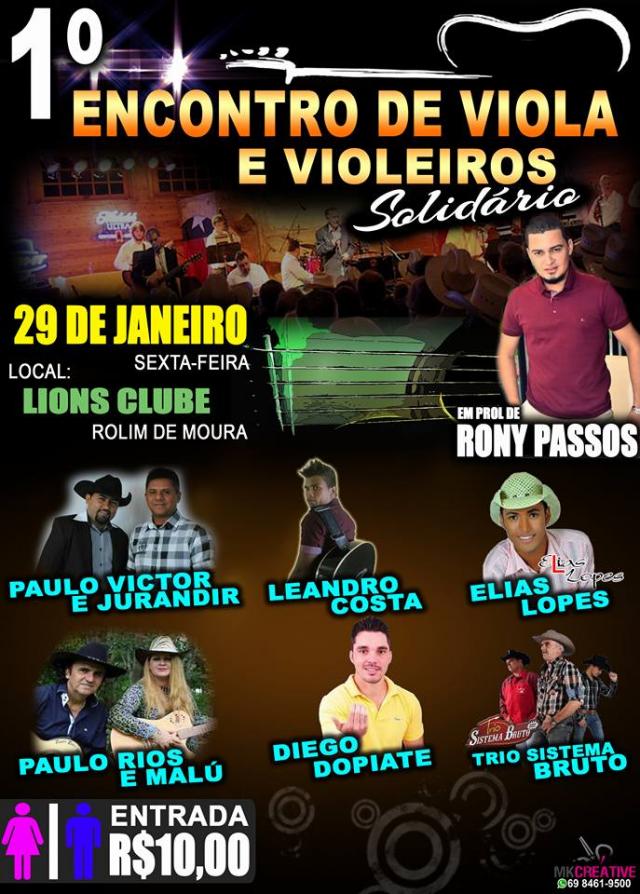 1º
ENCONTRO DE VIOLA
E VIOLEIROS
Solidário
29 DE JANEIRO
SEXTA-FEIRA
LOCAL:
LIONS CLUBE
ROLIM DE MOURA
EM PROL DE
RONY PASSOS
PAULO VICTOR
E JURANDIR
LEANDRO
COSTA
Elias
Lopes
ELIAS
LOPES
PAULO RIOS
E MALÚ
DIEGO
DOPIATE
Trio
SISTEMA BRUTO
TRIO SISTEMA
BRUTO
ENTRADA
R$10,00
MKCREATIVE
69 8461-9500